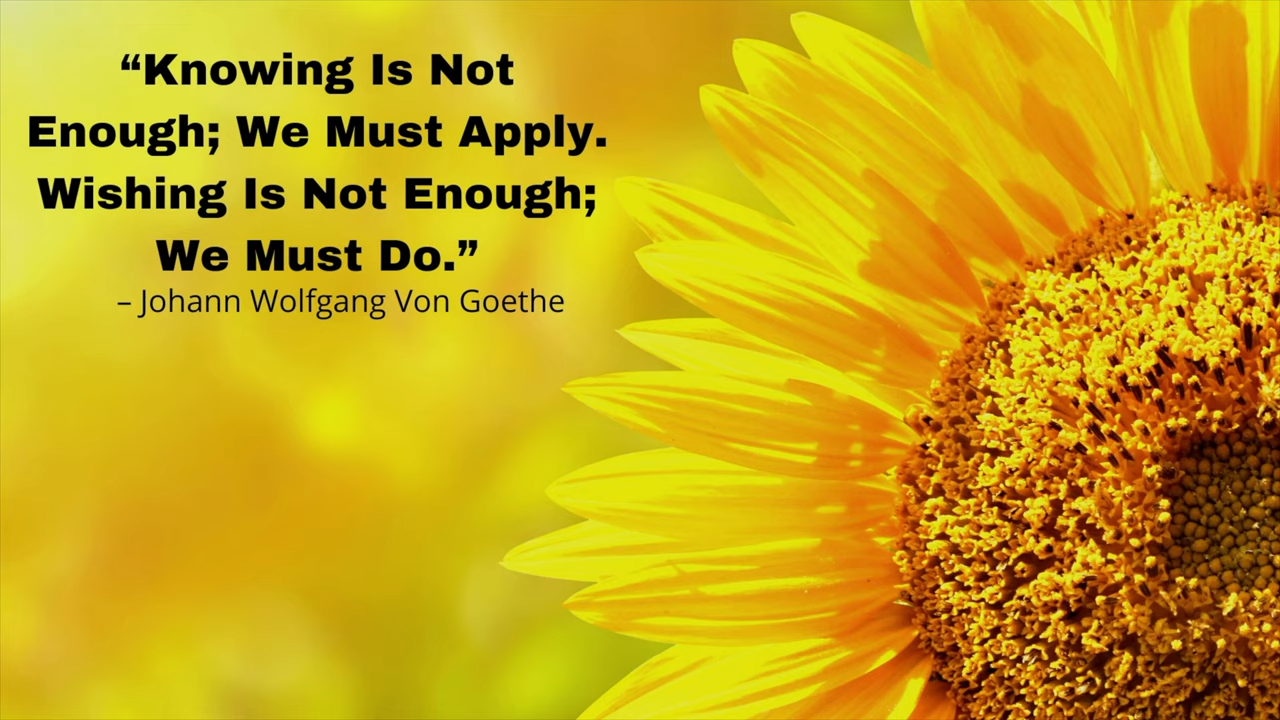 “Knowing Is Not
Enough; We Must Apply.
Wishing Is Not Enough;
We Must Do.”
– Johann Wolfgang Von Goethe